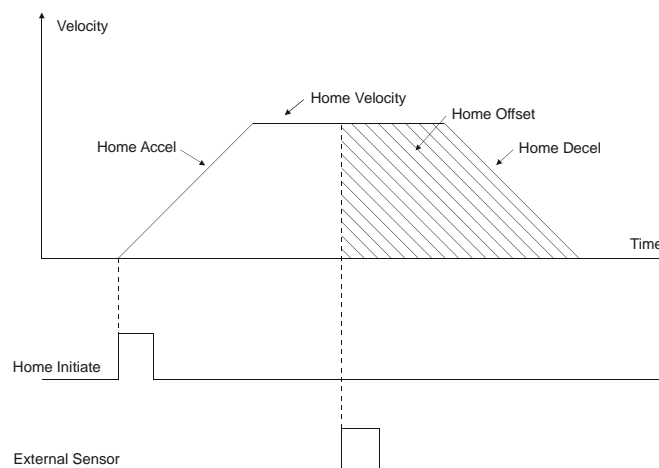 Velocity
Home Velocity
Home Offset
Home Accel
Home Decel
Time
Home Initiate
External Sensor